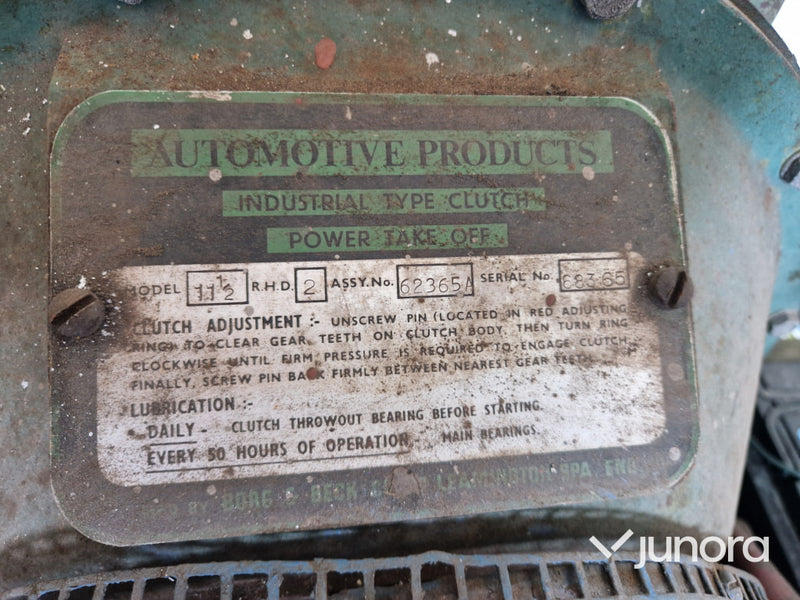 AUTOMOTIVE PRODUCTS
INDUSTRIAL TYPE CLUTCH
POWER TAKE OFF
MODEL 11½ R.H.D. 2 ASSY. No. 62365A SERIAL No.
CLUTCH ADJUSTMENT :- UNSCREW PIN (LOCATED IN RED ADJUSTING
RING) TO CLEAR GEAR TEETH ON CLUTCH BODY, THEN TURN RING
CLOCKWISE UNTIL FIRM PRESSURE IS REQUIRED TO ENGAGE CLUTCH.
FINALLY, SCREW PIN BACK FIRMLY BETWEEN NEAREST GEAR TEETH.
LUBRICATION :-
DAILY - CLUTCH THROWOUT BEARING BEFORE STARTING.
EVERY 50 HOURS OF OPERATION. MAIN BEARINGS.
BY BORG & BECK LEAMINGTON SPA ENG
junora